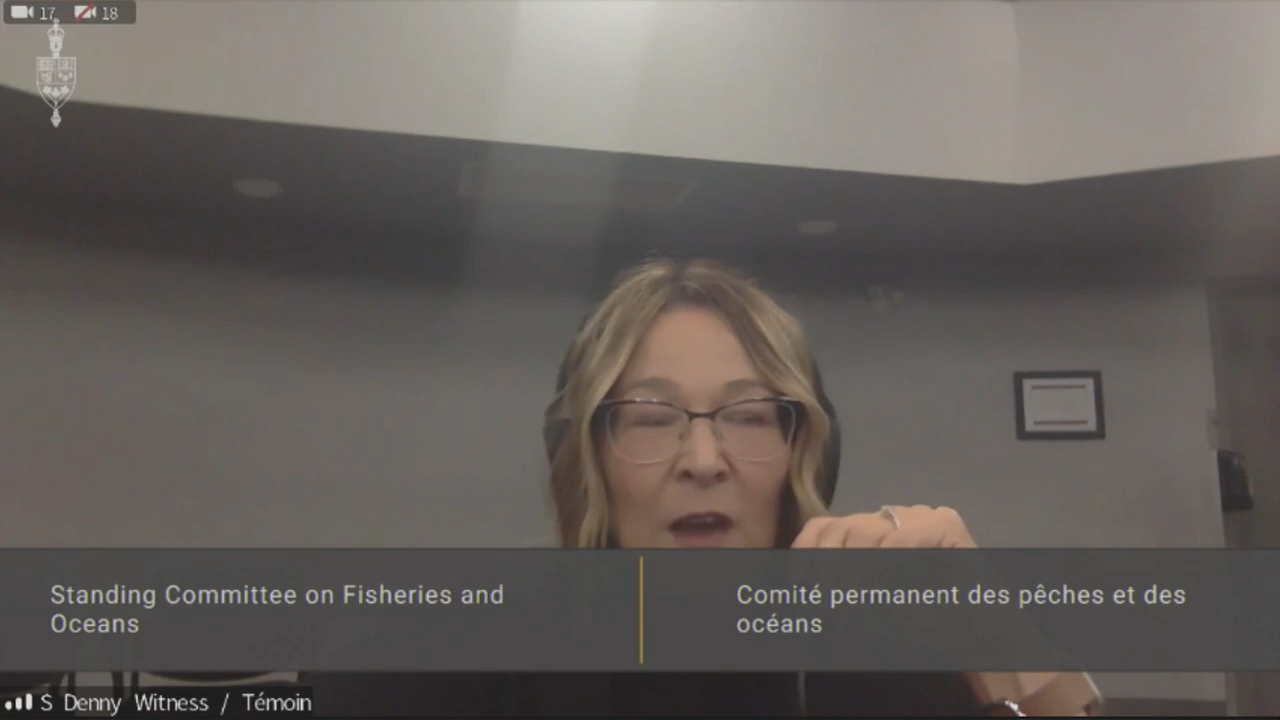 17 18
Standing Committee on Fisheries and
Oceans
Comité permanent des pêches et des
océans
S Denny Witness / Témoin